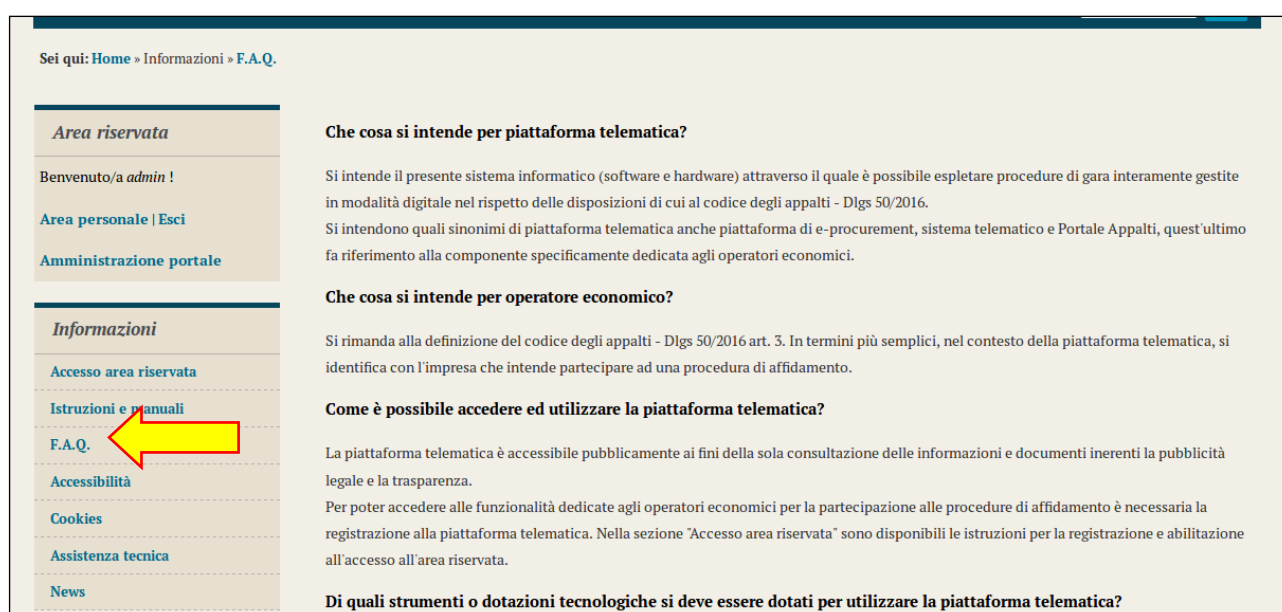 Sei qui: Home » Informazioni » F.A.Q.
Area riservata
Benvenuto/a admin !
Area personale | Esci
Amministrazione portale
Informazioni
Accesso area riservata
Istruzioni e manuali
F.A.Q.
Accessibilità
Cookies
Assistenza tecnica
News
Che cosa si intende per piattaforma telematica?
Si intende il presente sistema informatico (software e hardware) attraverso il quale è possibile espletare procedure di gara interamente gestite
in modalità digitale nel rispetto delle disposizioni di cui al codice degli appalti - Dlgs 50/2016.
Si intendono quali sinonimi di piattaforma telematica anche piattaforma di e-procurement, sistema telematico e Portale Appalti, quest'ultimo
fa riferimento alla componente specificamente dedicata agli operatori economici.
Che cosa si intende per operatore economico?
Si rimanda alla definizione del codice degli appalti - Dlgs 50/2016 art. 3. In termini più semplici, nel contesto della piattaforma telematica, si
identifica con l'impresa che intende partecipare ad una procedura di affidamento.
Come è possibile accedere ed utilizzare la piattaforma telematica?
La piattaforma telematica è accessibile pubblicamente ai fini della sola consultazione delle informazioni e documenti inerenti la pubblicità
legale e la trasparenza.
Per poter accedere alle funzionalità dedicate agli operatori economici per la partecipazione alle procedure di affidamento è necessaria la
registrazione alla piattaforma telematica. Nella sezione "Accesso area riservata" sono disponibili le istruzioni per la registrazione e abilitazione
all'accesso all'area riservata.
Di quali strumenti o dotazioni tecnologiche si deve essere dotati per utilizzare la piattaforma telematica?